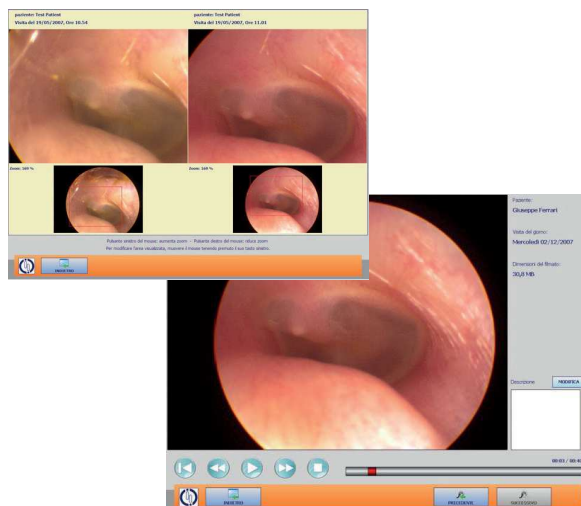 paziente: Test Patient
Visita del 19/05/2002, Ore 10.54
paziente: Test Patient
Visita del 19/05/2002, Ore 11.01
Zoom: 169 %
Zoom: 169 %
Pulsante sinistro del mouse: aumenta zoom -- Pulsante destro del mouse: riduce zoom
Per modificare l'area visualizzata, muovere il mouse tenendo premuto il suo tasto sinistro.
INDIETRO
Paziente:
Giuseppe Ferrari
Visita del giorno:
Mercoledì 02/12/2007
Dimensioni del filmato:
20,8 MB
Descrizione
MODIFICA
INDIETRO
PRECEDENTE
SUCCESSIVO